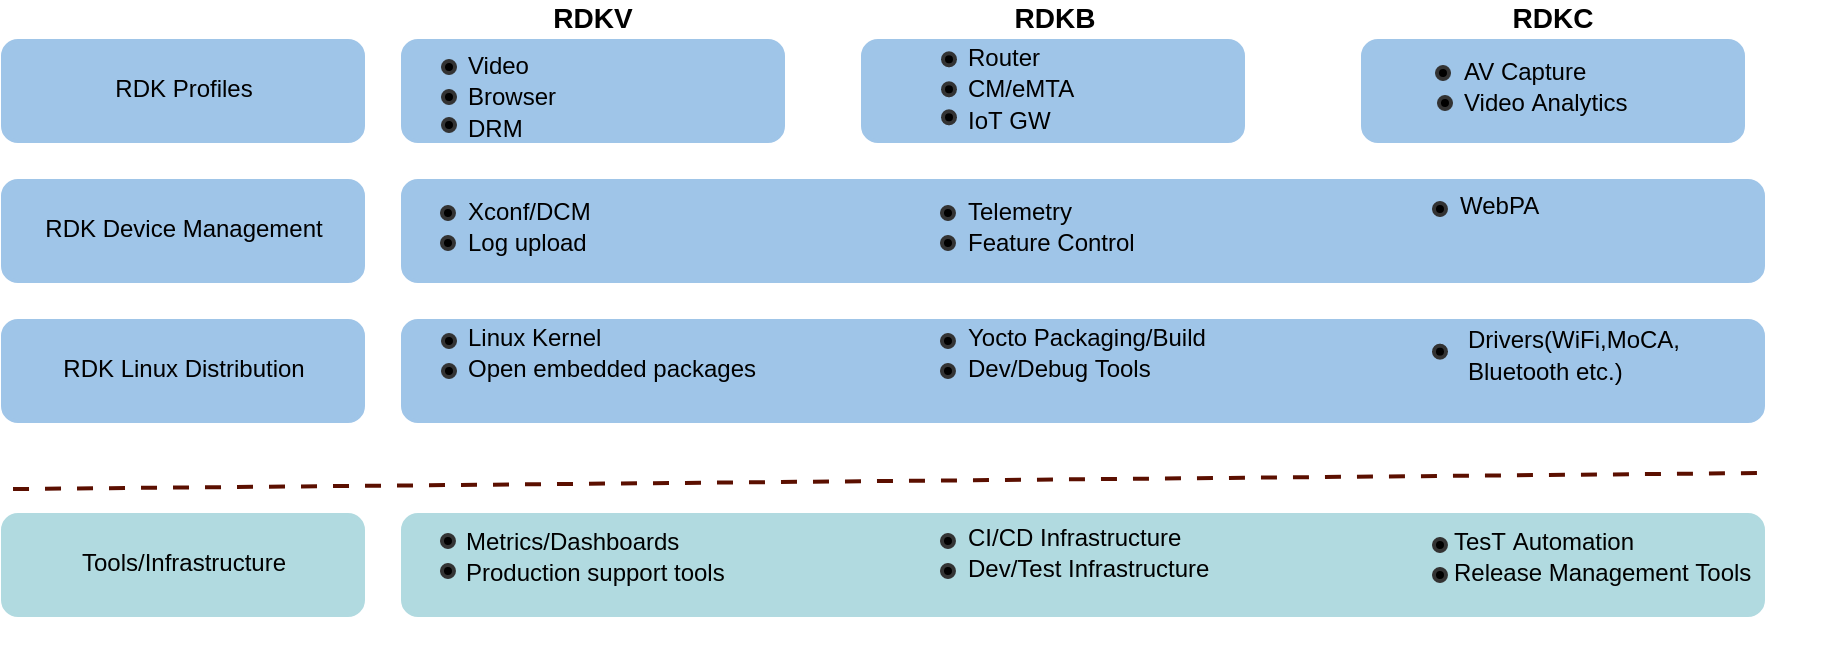 RDKV
RDKB
RDKC
RDK Profiles
Video
Browser
DRM
Router
CM/eMTA
IoT GW
AV Capture
Video Analytics
RDK Device Management
Xconf/DCM
Log upload
Telemetry
Feature Control
WebPA
RDK Linux Distribution
Linux Kernel
Open embedded packages
Yocto Packaging/Build
Dev/Debug Tools
Drivers(WiFi,MoCA,
Bluetooth etc.)
Tools/Infrastructure
Metrics/Dashboards
Production support tools
CI/CD Infrastructure
Dev/Test Infrastructure
TesT Automation
Release Management Tools